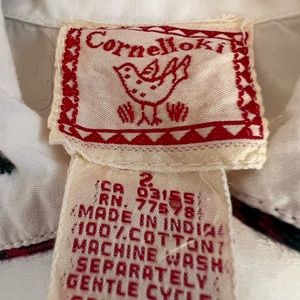 Cornelloki
2
CA 03155
RN. 77578
MADE IN INDIA
100% COTTON
MACHINE WASH
SEPARATELY
GENTLE CYCLE